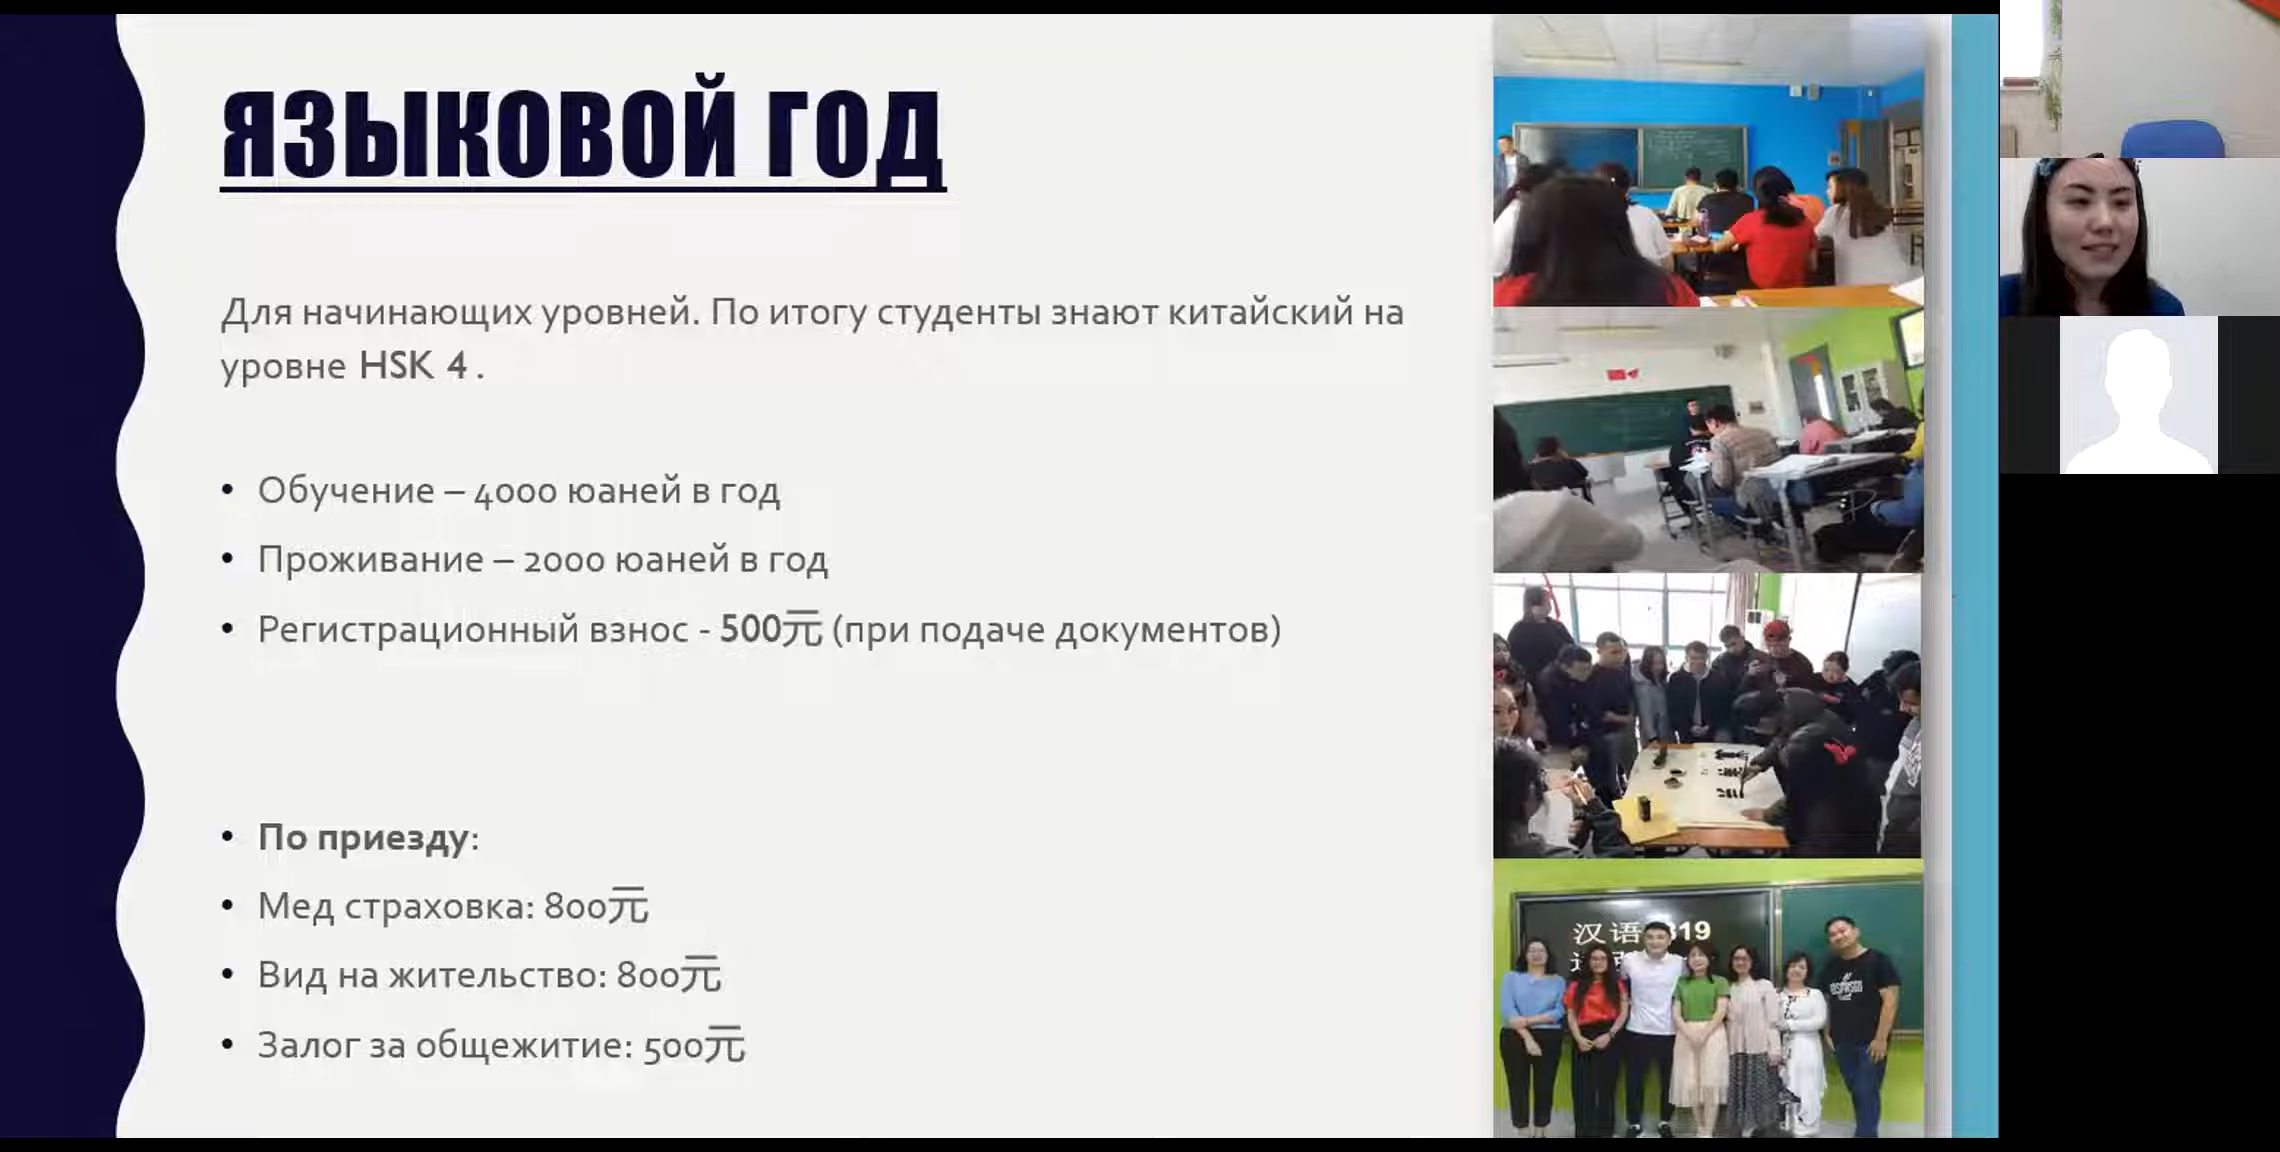 ЯЗЫКОВОЙ ГОД
Для начинающих уровней. По итогу студенты знают китайский на
уровне HSK 4 .
• Обучение – 4000 юаней в год
• Проживание – 2000 юаней в год
• Регистрационный взнос - 500元 (при подаче документов)
• По приезду:
• Мед страховка: 800元
• Вид на жительство: 800元
• Залог за общежитие: 500元
汉语 319